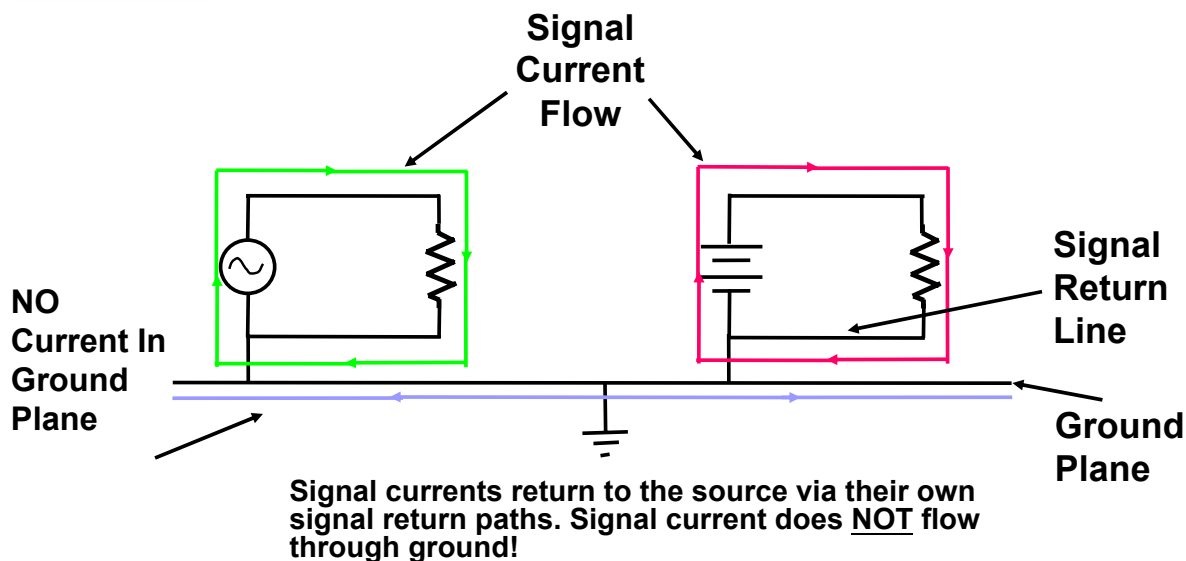 Signal
Current
Flow
NO
Current In
Ground
Plane
Signal
Return
Line
Ground
Plane
Signal currents return to the source via their own
signal return paths. Signal current does NOT flow
through ground!